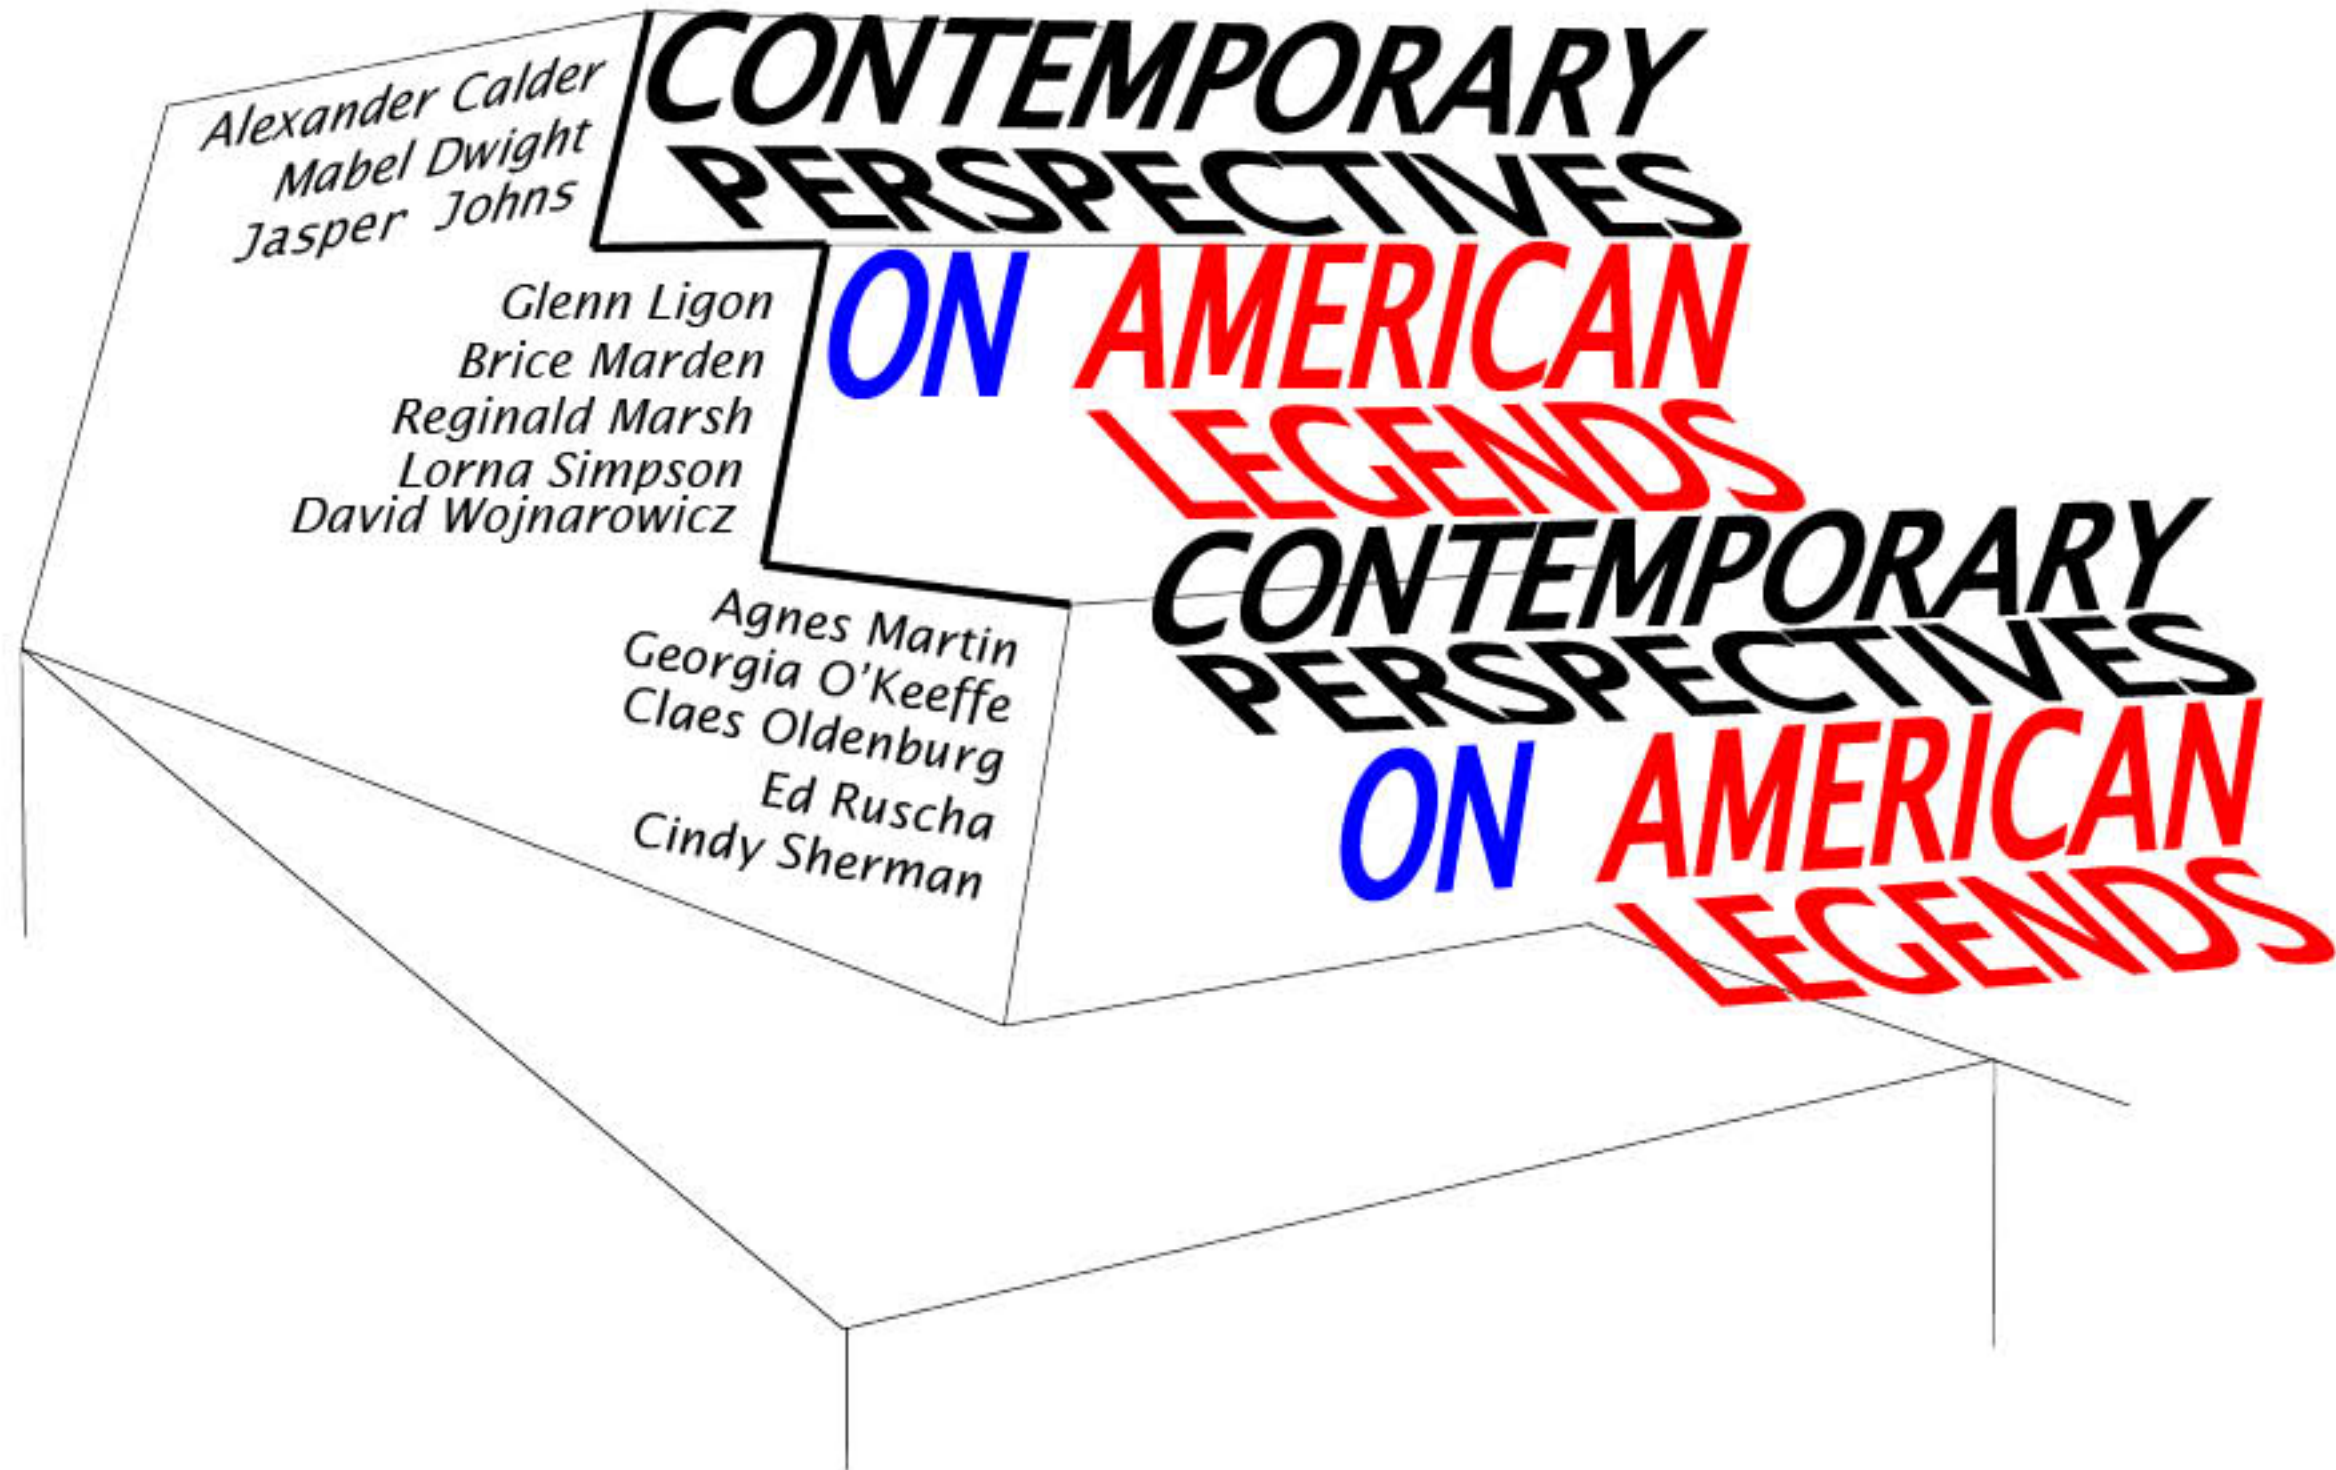 Alexander Calder
Mabel Dwight
Jasper Johns
Glenn Ligon
Brice Marden
Reginald Marsh
Lorna Simpson
David Wojnarowicz
Agnes Martin
Georgia O'Keeffe
Claes Oldenburg
Ed Ruscha
Cindy Sherman
CONTEMPORARY
PERSPECTIVES
ON AMERICAN
LEGENDS
CONTEMPORARY
PERSPECTIVES
ON AMERICAN
LEGENDS